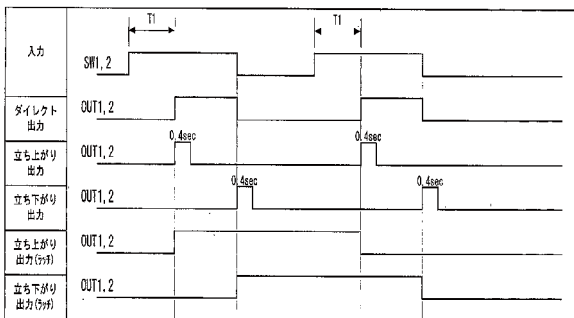 T1
T1
入力
SW1, 2
ダイレクト
出力
OUT1, 2
0.4sec
0.4sec
立ち上がり
出力
OUT1, 2
0.4sec
0.4sec
立ち下がり
出力
OUT1, 2
立ち上がり
出力(ﾗｯﾁ)
OUT1, 2
立ち下がり
出力(ﾗｯﾁ)
OUT1, 2